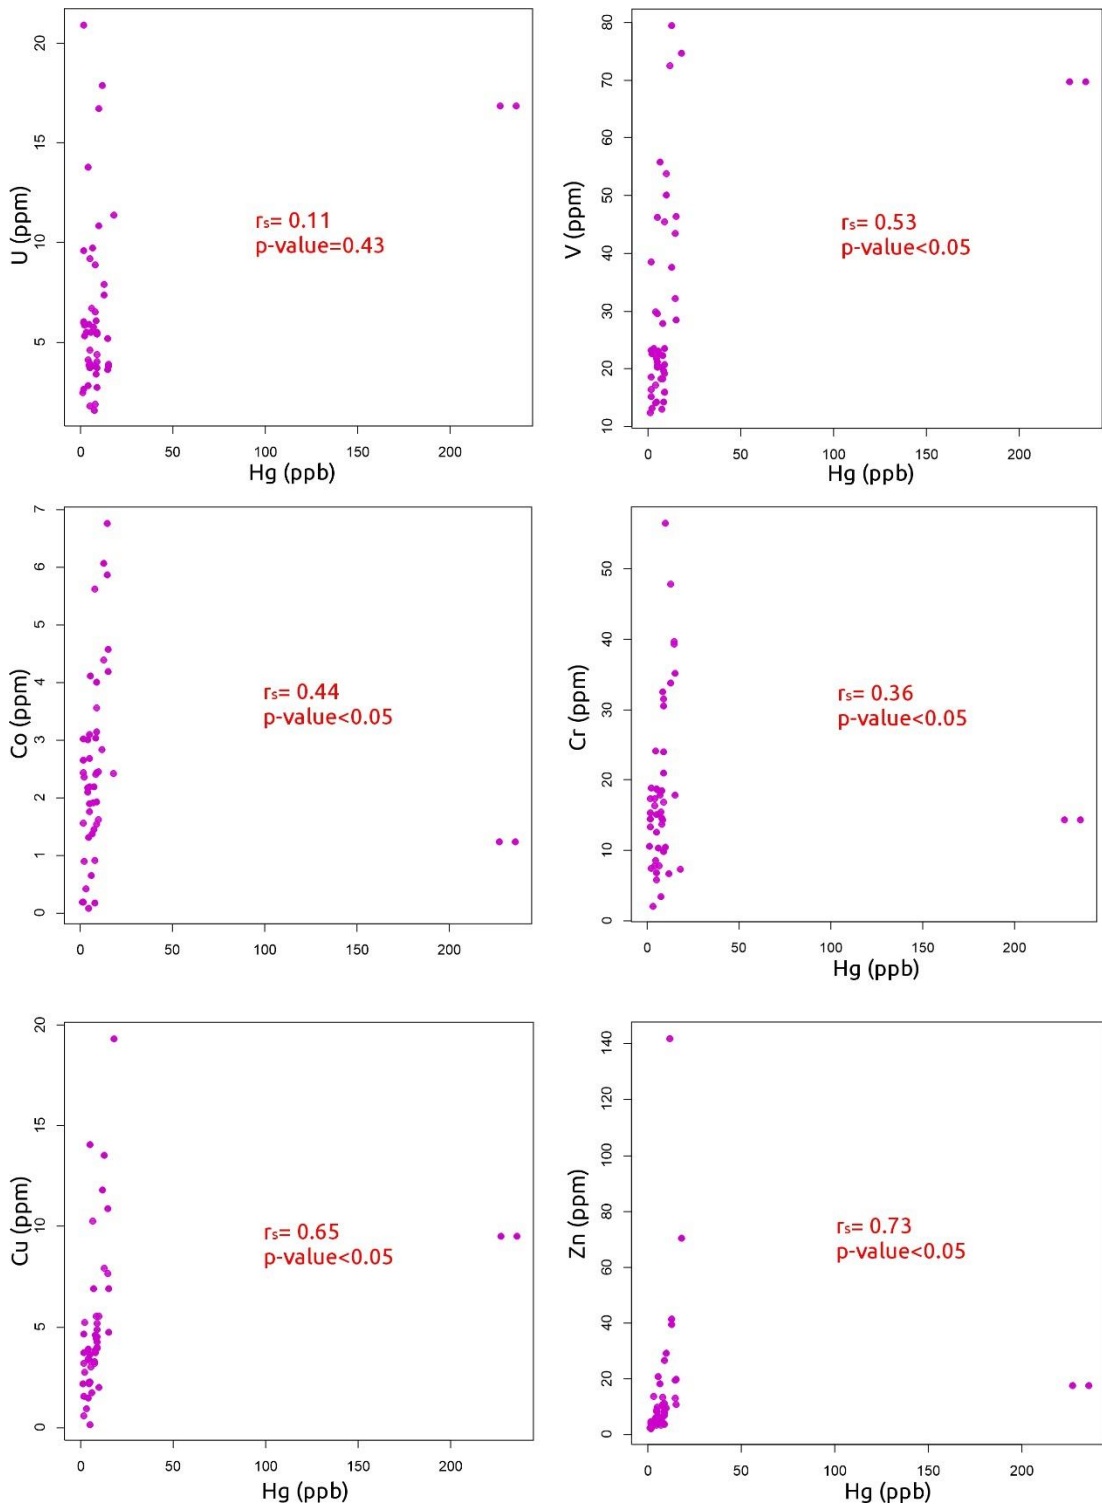 U (ppm)
20
15
10
5
rs= 0.11
p-value=0.43
0 50 100 150 200
Hg (ppb)
V (ppm)
80
70
60
50
40
30
20
10
rs= 0.53
p-value<0.05
0 50 100 150 200
Hg (ppb)
Co (ppm)
7
6
5
4
3
2
1
0
rs= 0.44
p-value<0.05
0 50 100 150 200
Cr (ppm)
50
40
30
20
10
0
rs= 0.36
p-value<0.05
0 50 100 150 200
Hg (ppb)
Cu (ppm)
20
15
10
5
0
rs= 0.65
p-value<0.05
0 50 100 150 200
Hg (ppb)
Zn (ppm)
140
120
100
80
60
40
20
0
rs= 0.73
p-value<0.05
0 50 100 150 200
Hg (ppb)